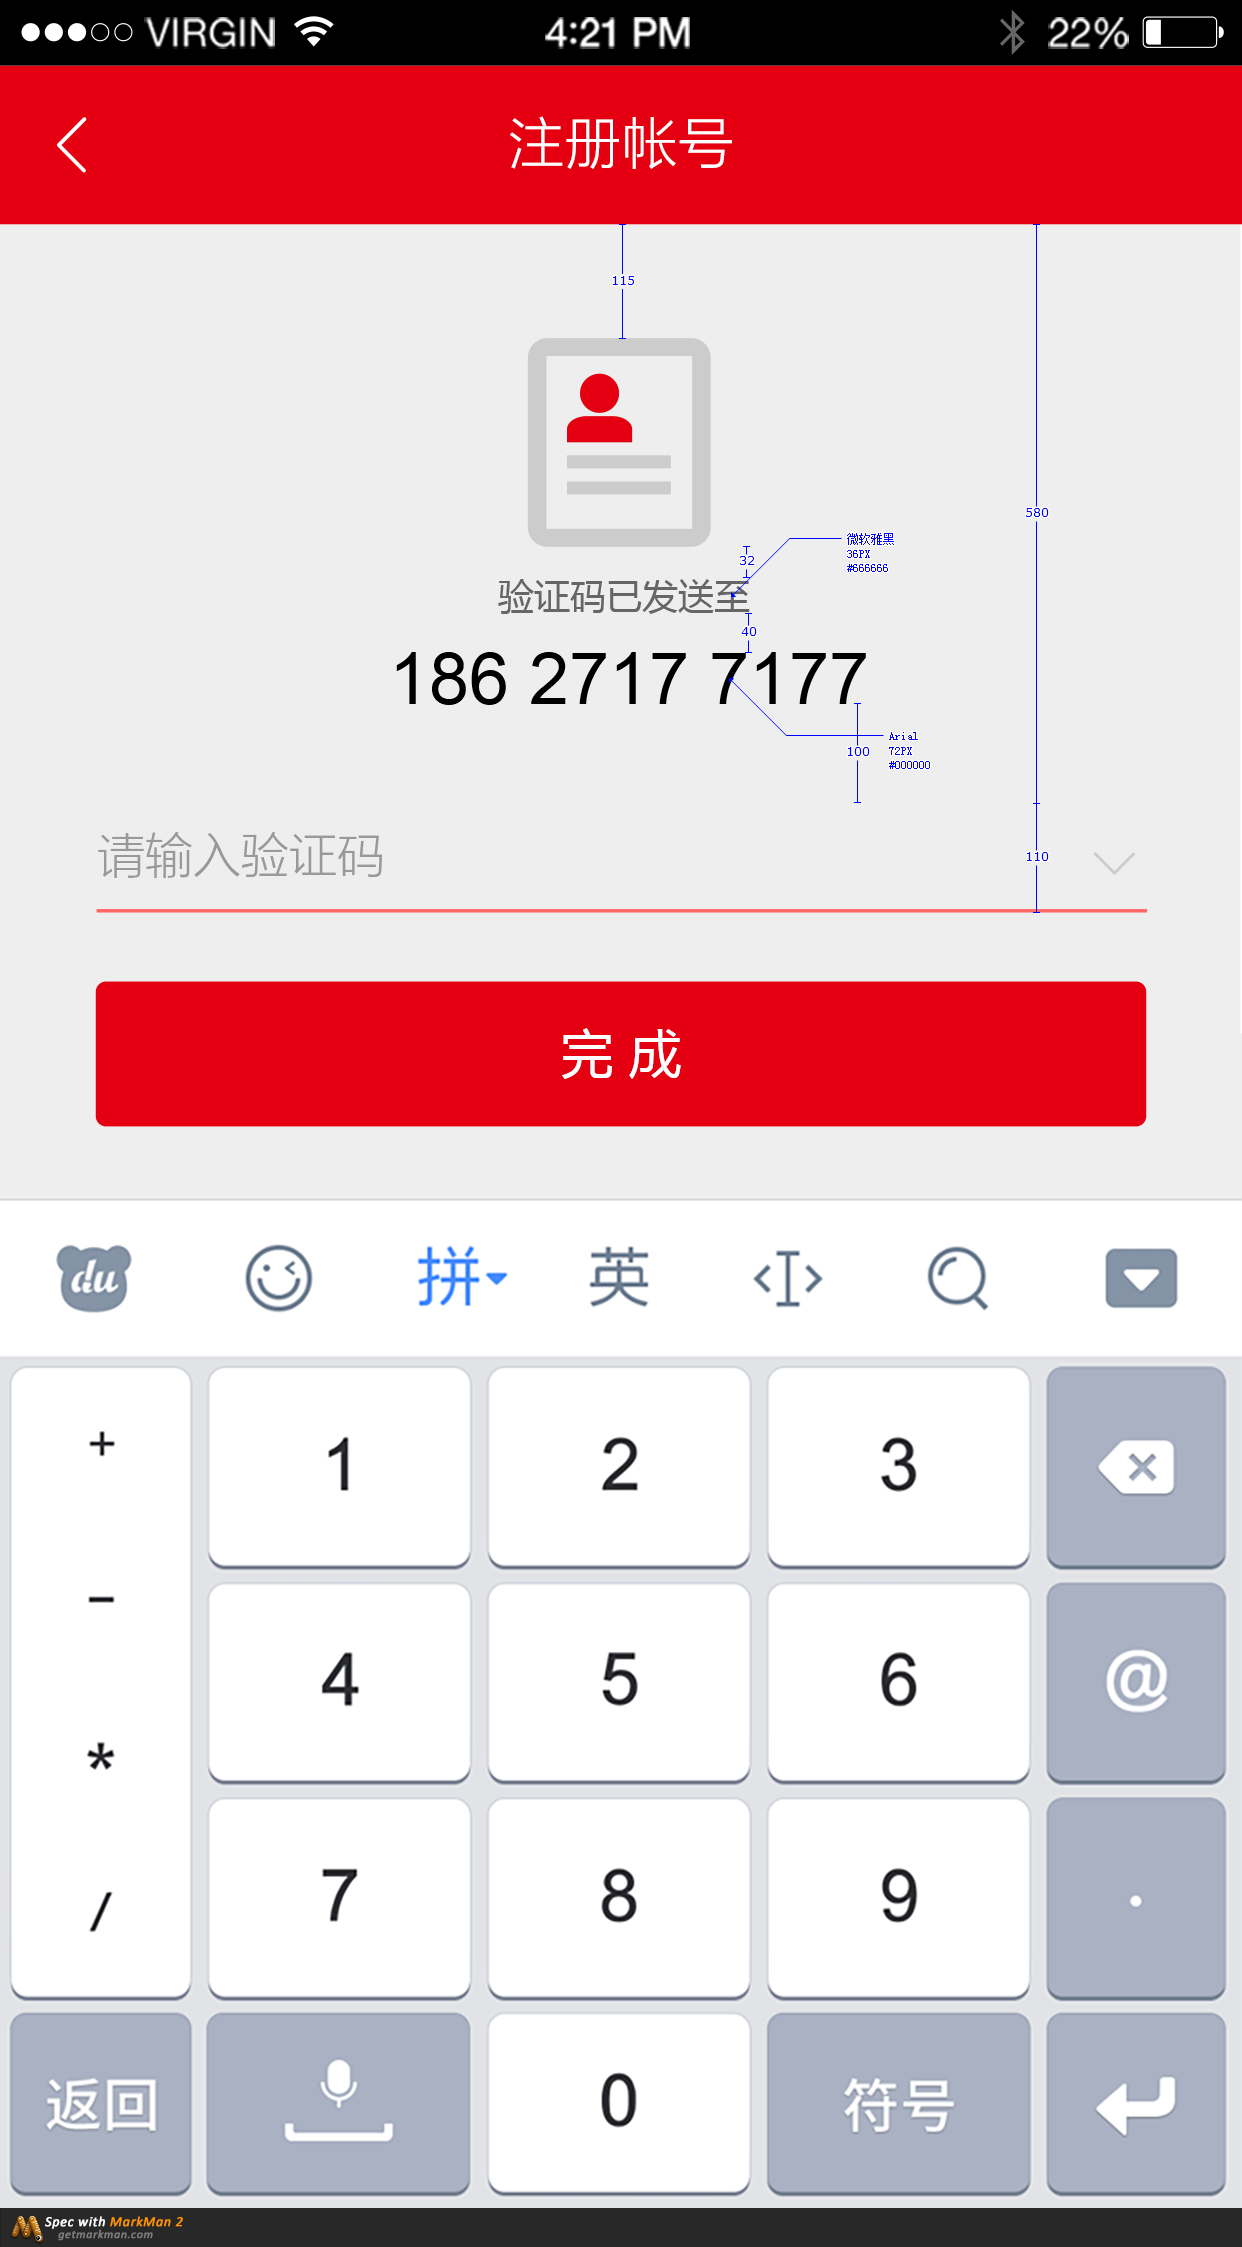 VIRGIN 4:21 PM 22%
注册帐号
115
580
微软雅黑
36PX
#666666
32
验证码已发送至
40
186 2717 7177
Arial
72PX
#000000
100
请输入验证码
110
完 成
du 拼 英
+ 1 2 3
- 4 5 6 @
* 7 8 9 .
/
返回 0 符号
Spec with MarkMan 2
getmarkman.com